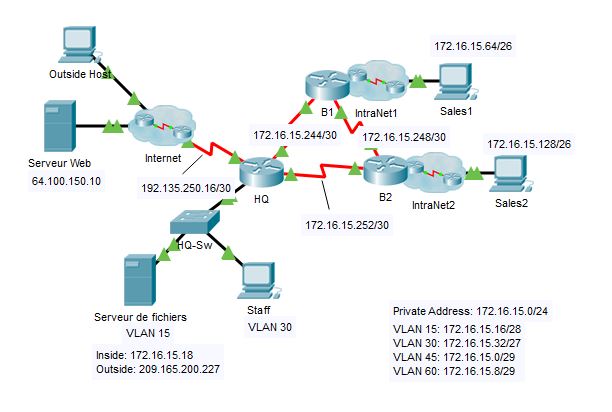 172.16.15.64/26
Outside Host
B1
IntraNet1
Sales1
172.16.15.244/30
172.16.15.248/30
172.16.15.128/26
Serveur Web
64.100.150.10
Internet
192.135.250.16/30
HQ
B2
IntraNet2
Sales2
172.16.15.252/30
HQ-Sw
Serveur de fichiers
VLAN 15
Staff
VLAN 30
Inside: 172.16.15.18
Outside: 209.165.200.227
Private Address: 172.16.15.0/24
VLAN 15: 172.16.15.16/28
VLAN 30: 172.16.15.32/27
VLAN 45: 172.16.15.0/29
VLAN 60: 172.16.15.8/29